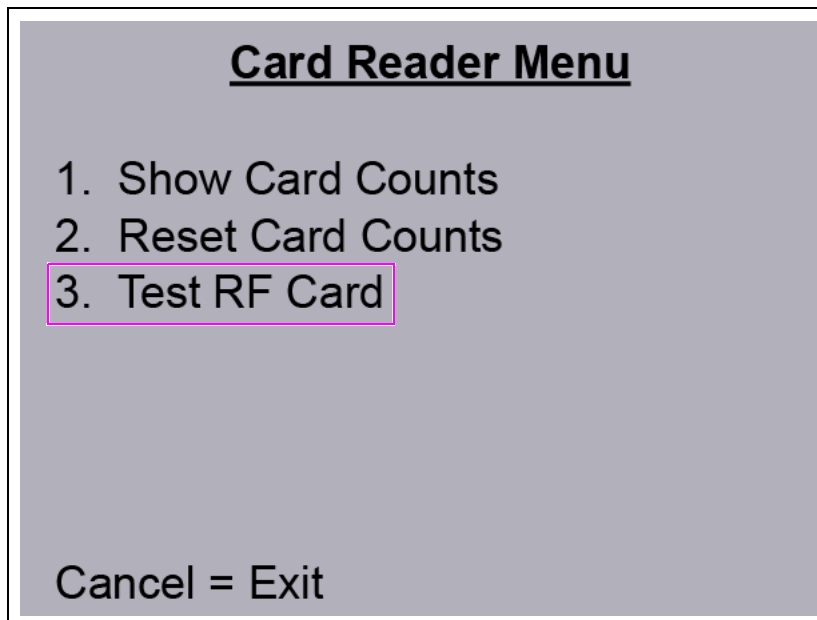 Card Reader Menu
1. Show Card Counts
2. Reset Card Counts
3. Test RF Card
Cancel = Exit